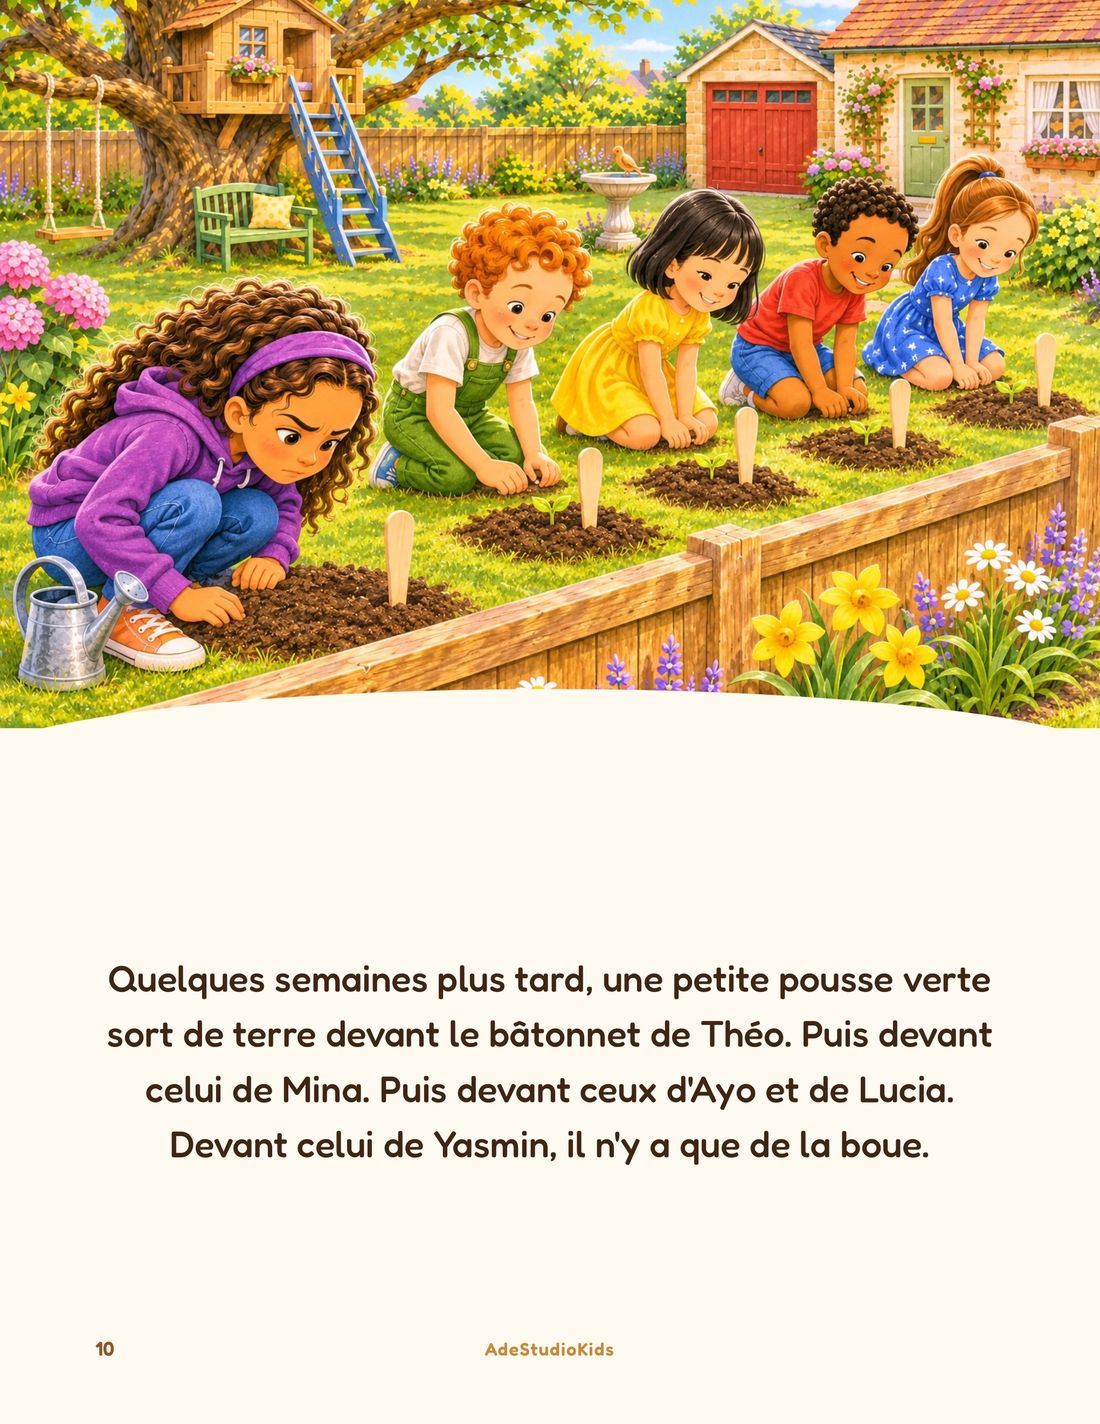 Quelques semaines plus tard, une petite pousse verte
sort de terre devant le bâtonnet de Théo. Puis devant
celui de Mina. Puis devant ceux d'Ayo et de Lucia.
Devant celui de Yasmin, il n'y a que de la boue.
10
AdeStudioKids